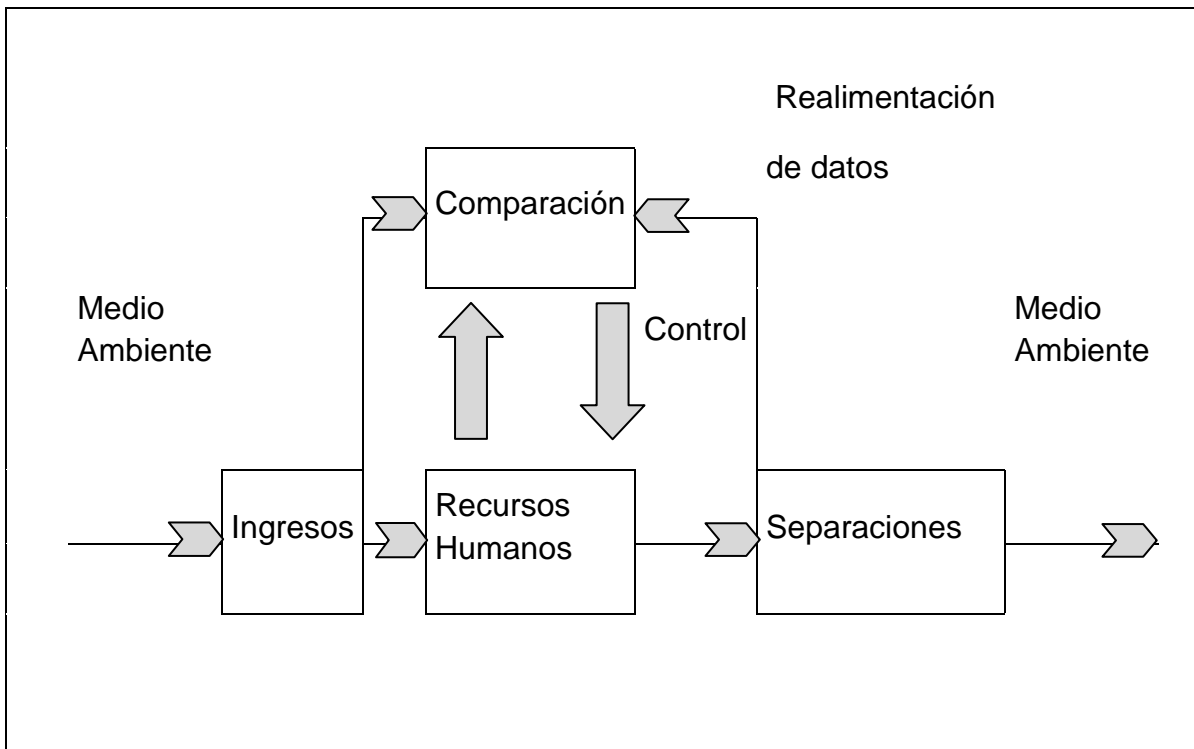 Realimentación
de datos
Comparación
Medio
Ambiente
Control
Medio
Ambiente
Ingresos
Recursos
Humanos
Separaciones